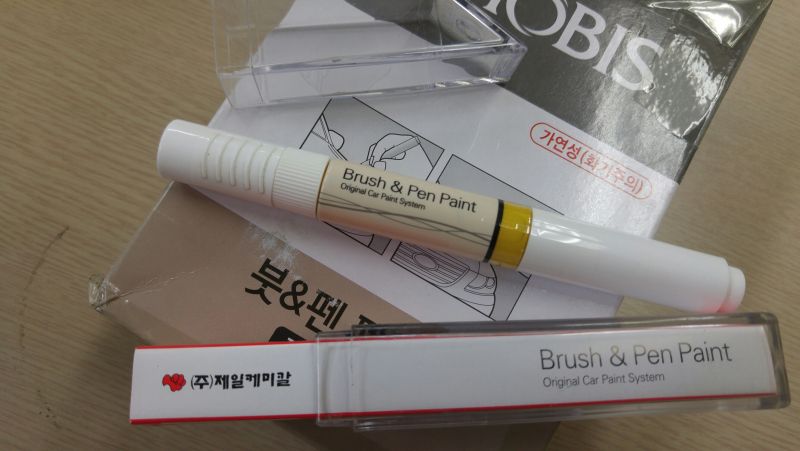 MOBIS
가연성(화기주의)
Brush & Pen Paint
Original Car Paint System
붓&펜
(주)제일케미칼
Brush & Pen Paint
Original Car Paint System